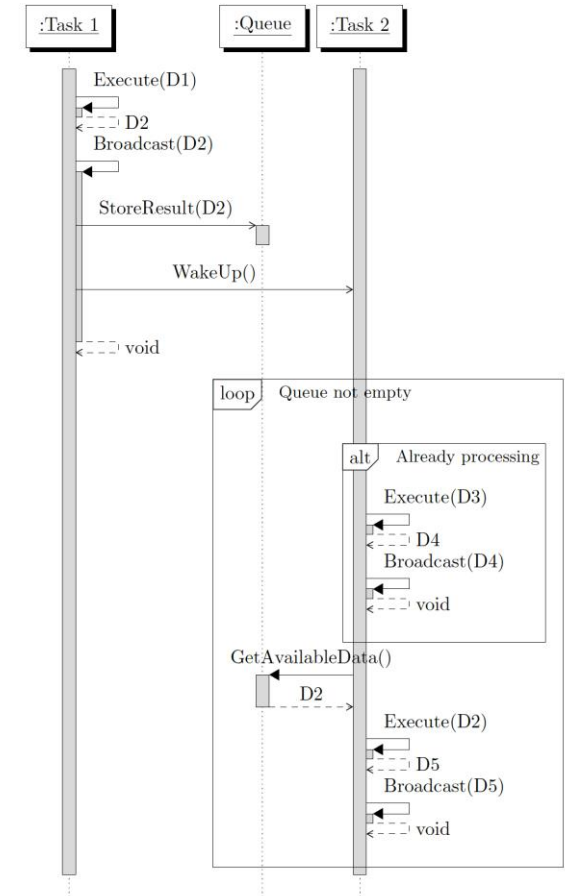 :Task 1
:Queue
:Task 2
Execute(D1)
D2
Broadcast(D2)
StoreResult(D2)
WakeUp()
void
loop
Queue not empty
alt
Already processing
Execute(D3)
D4
Broadcast(D4)
void
GetAvailableData()
D2
Execute(D2)
D5
Broadcast(D5)
void